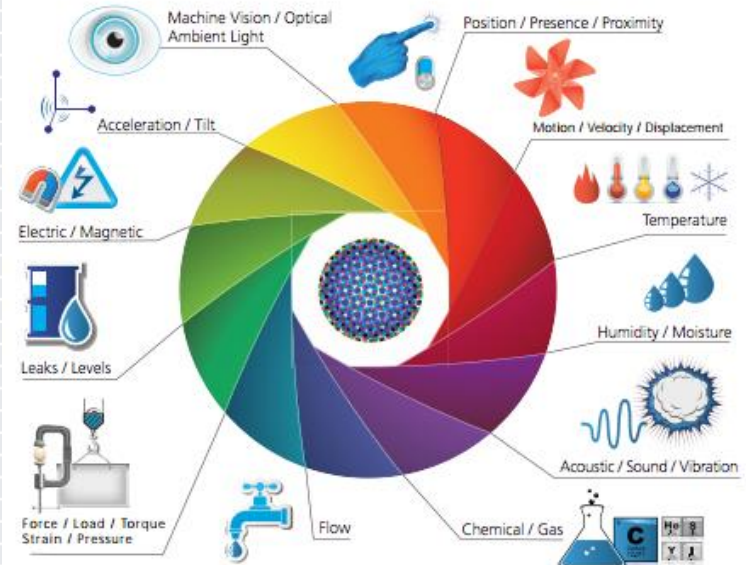 Machine Vision / Optical
Ambient Light
Position / Presence / Proximity
Motion / Velocity / Displacement
Acceleration / Tilt
Temperature
Electric / Magnetic
Humidity / Moisture
Leaks / Levels
Acoustic / Sound / Vibration
Force / Load / Torque
Strain / Pressure
Flow
Chemical / Gas
C
He
S
Y